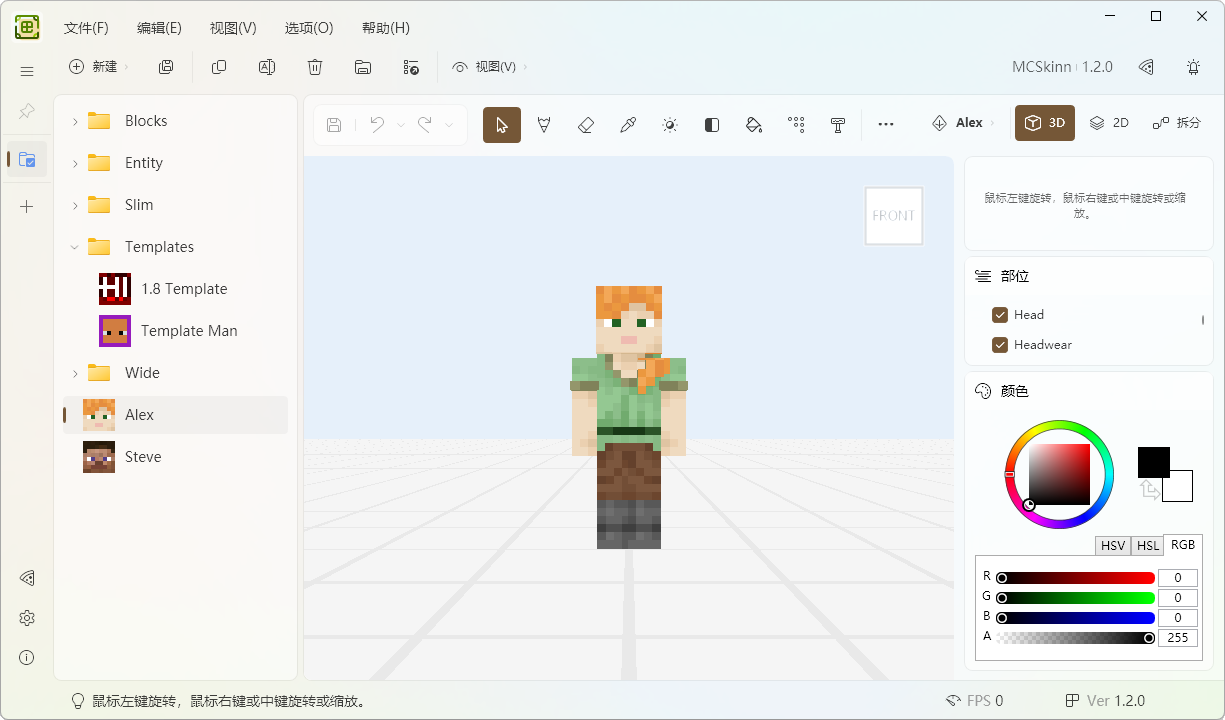 文件(F) 编辑(E) 视图(V) 选项(O) 帮助(H)
新建 视图(V) MCSkinn 1.2.0
Blocks
Entity
Slim
Templates
1.8 Template
Template Man
Wide
Alex
Steve
Alex 3D 2D 拆分
FRONT
鼠标左键旋转，鼠标右键或中键旋转或缩
放。
部位
Head
Headwear
颜色
HSV HSL RGB
R 0
G 0
B 0
A 255
鼠标左键旋转，鼠标右键或中键旋转或缩放。 FPS 0 Ver 1.2.0